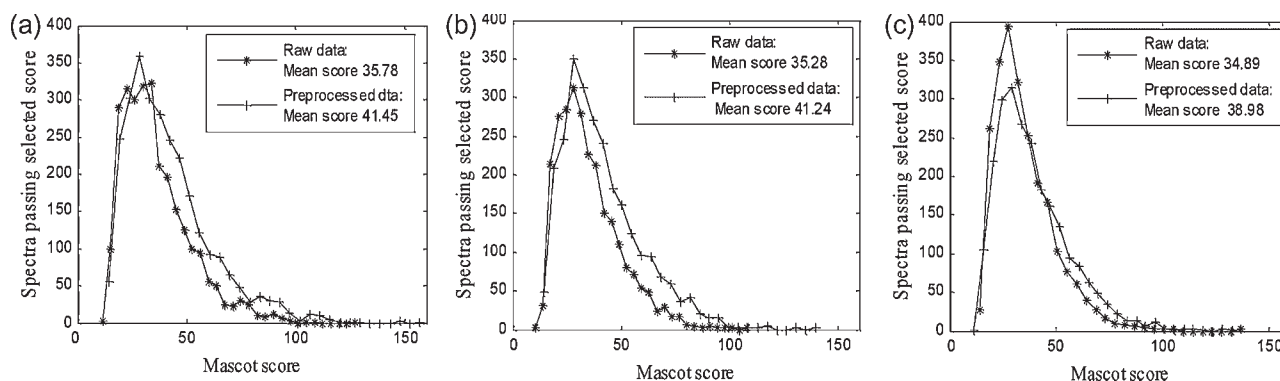 (a)
Spectra passing selected score
400
350
300
250
200
150
100
50
0
Raw data:
Mean score 35.78
Preprocessed data:
Mean score 41.45
0 50 100 150
Mascot score
(b)
Spectra passing selected score
400
350
300
250
200
150
100
50
0
Raw data:
Mean score 35.28
Preprocessed data:
Mean score 41.24
0 50 100 150
Mascot score
(c)
Spectra passing selected score
400
350
300
250
200
150
100
50
0
Raw data:
Mean score 34.89
Preprocessed dta:
Mean score 38.98
0 50 100 150
Mascot score